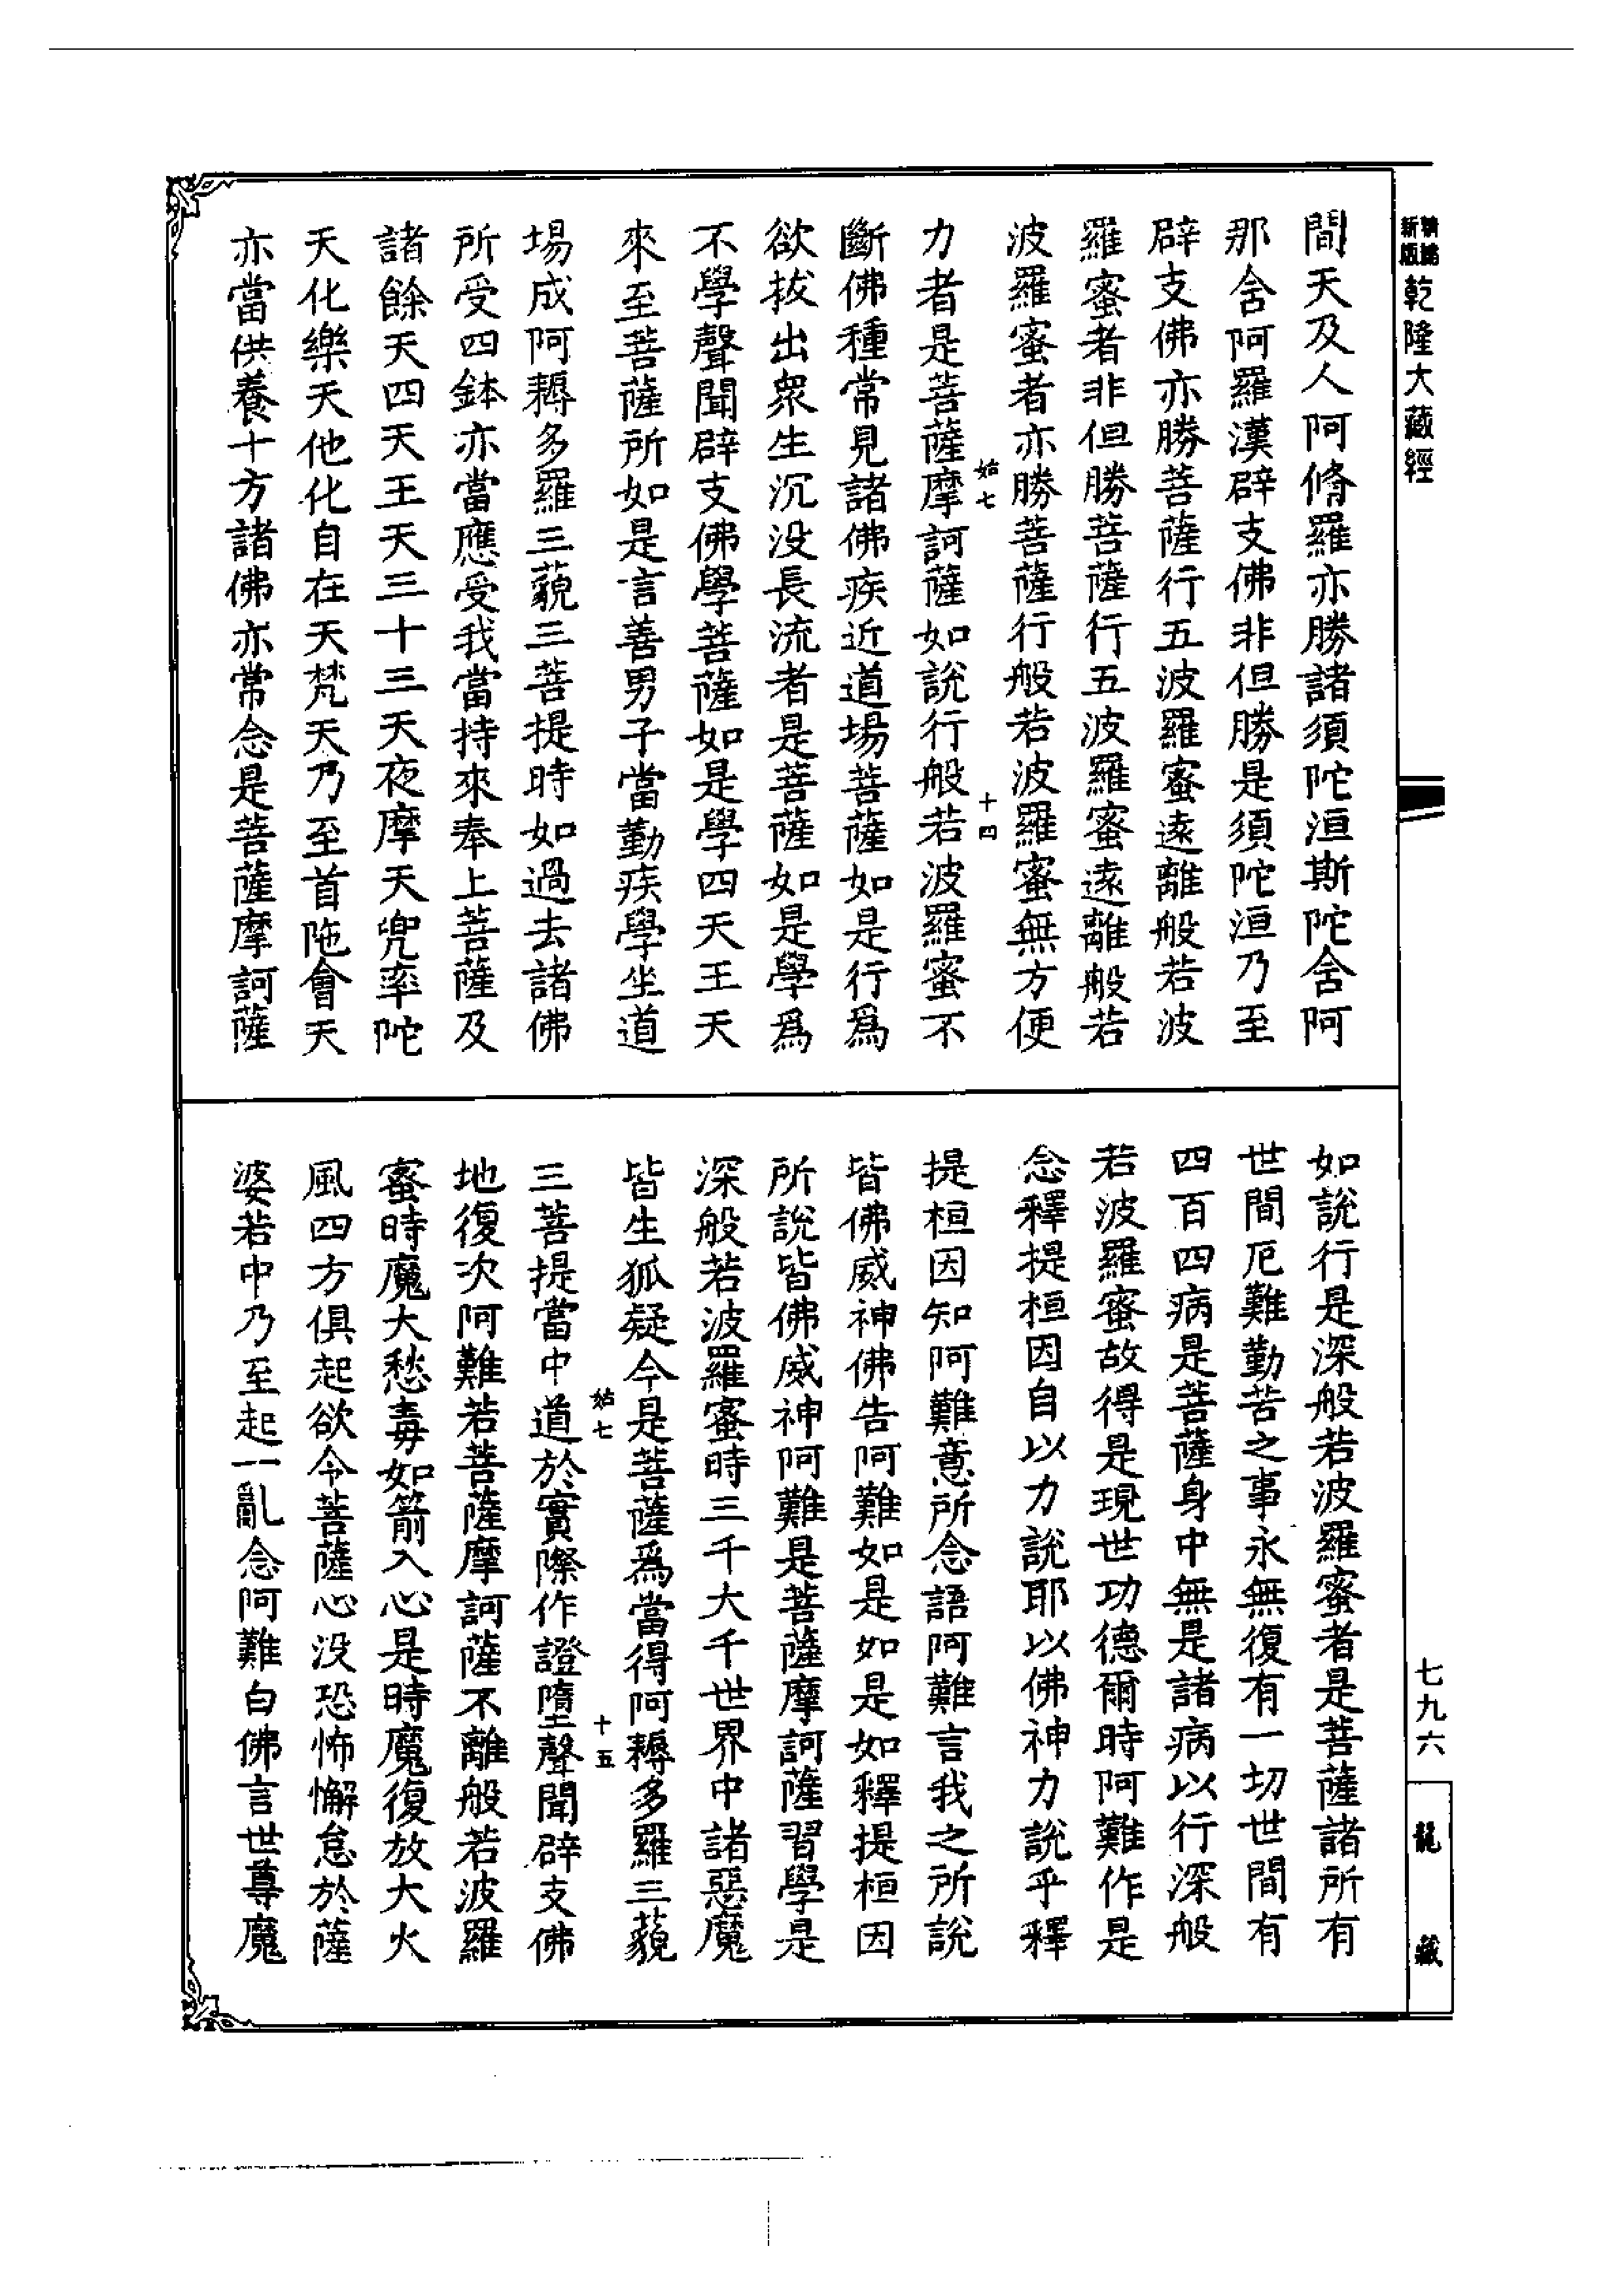 乾隆大藏經
間天及人阿脩羅亦勝諸須陀洹斯陀含阿
那含阿羅漢辟支佛非但勝是須陀洹乃至
辟支佛亦勝菩薩行五波羅蜜遠離般若波
羅蜜者非但勝菩薩行五波羅蜜遠離般若
波羅蜜者亦勝菩薩行般若波羅蜜無方便
始七
十四
力者是菩薩摩訶薩如說行般若波羅蜜不
斷佛種常見諸佛疾近道場菩薩如是行為
欲拔出衆生沉没長流者是菩薩如是學為
不學聲聞辟支佛學菩薩如是學四天王天
來至菩薩所如是言善男子當勤疾學坐道
場成阿耨多羅三藐三菩提時如過去諸佛
所受四鉢亦當應受我當持來奉上菩薩及
諸餘天四天王天三十三天夜摩天兜率陀
天化樂天他化自在天梵天乃至首陁會天
亦當供養十方諸佛亦常念是菩薩摩訶薩
如說行是深般若波羅蜜者是菩薩諸所有
世間厄難勤苦之事永無復有一切世間有
四百四病是菩薩身中無是諸病以行深般
若波羅蜜故得是現世功德爾時阿難作是
念釋提桓因自以力說耶以佛神力說乎釋
提桓因知阿難意所念語阿難言我之所說
皆佛威神佛告阿難如是如是如釋提桓因
所說皆佛威神阿難是菩薩摩訶薩習學是
深般若波羅蜜時三千大千世界中諸惡魔
皆生狐疑今是菩薩為當得阿耨多羅三藐
始七
十五
三菩提當中道於實際作證墮聲聞辟支佛
地復次阿難若菩薩摩訶薩不離般若波羅
蜜時魔大愁毒如箭入心是時魔復放大火
風四方俱起欲令菩薩心没恐怖懈怠於薩
婆若中乃至起一亂念阿難白佛言世尊魔
七九六
龍藏